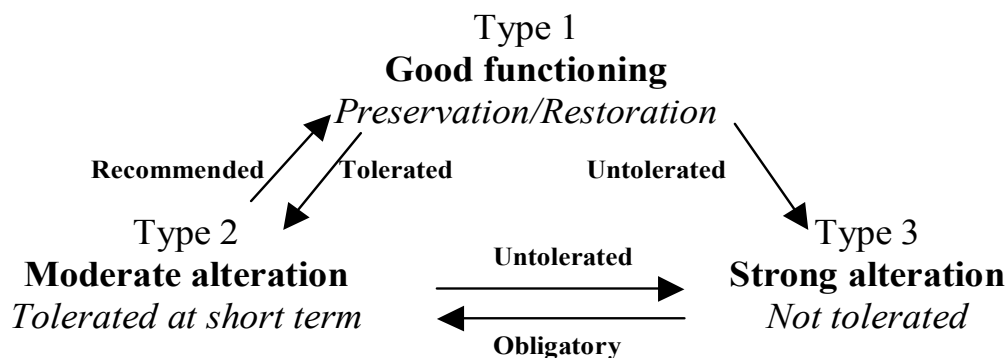 Type 1
Good functioning
Preservation/Restoration
Recommended
Tolerated
Untolerated
Type 2
Moderate alteration
Tolerated at short term
Untolerated
Obligatory
Type 3
Strong alteration
Not tolerated